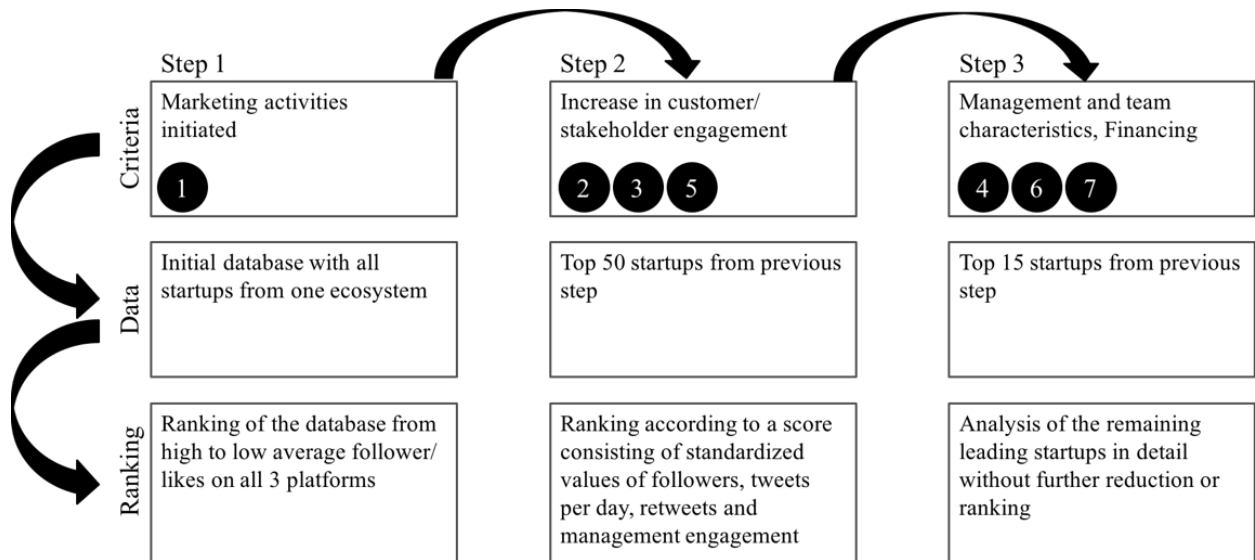 Step 1
Step 2
Step 3
Criteria
Marketing activities
initiated
1
Increase in customer/
stakeholder engagement
2 3 5
Management and team
characteristics, Financing
4 6 7
Data
Initial database with all
startups from one ecosystem
Top 50 startups from previous
step
Top 15 startups from previous
step
Ranking
Ranking of the database from
high to low average follower/
likes on all 3 platforms
Ranking according to a score
consisting of standardized
values of followers, tweets
per day, retweets and
management engagement
Analysis of the remaining
leading startups in detail
without further reduction or
ranking